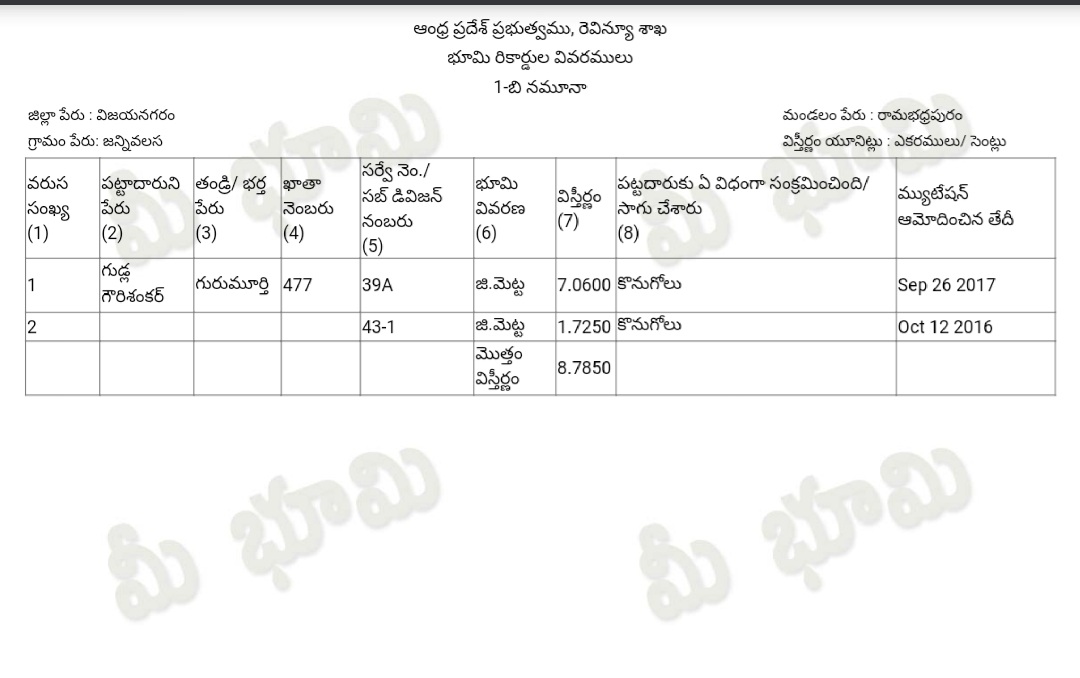 ఆంధ్ర ప్రదేశ్ ప్రభుత్వము, రెవిన్యూ శాఖ
భూమి రికార్డుల వివరములు
1-బి నమూనా
జిల్లా పేరు : విజయనగరం మండలం పేరు : రామభద్రపురం
గ్రామం పేరు: జన్నివలస విస్తీర్ణం యూనిట్లు : ఎకరములు/ సెంట్లు
వరుస సంఖ్య (1) పట్టాదారుని పేరు (2) తండ్రి/ భర్త పేరు (3) ఖాతా నెంబరు (4) సర్వే నెం./ సబ్ డివిజన్ నంబరు (5) భూమి వివరణ (6) విస్తీర్ణం (7) పట్టదారుకు ఏ విధంగా సంక్రమించింది/ సాగు చేశారు (8) మ్యుటేషన్ ఆమోదించిన తేదీ
1 గుడ్ల గౌరిశంకర్ గురుమూర్తి 477 39A జి.మెట్ట 7.0600 కొనుగోలు Sep 26 2017
2 43-1 జి.మెట్ట 1.7250 కొనుగోలు Oct 12 2016
మొత్తం విస్తీర్ణం 8.7850
మీ భూమి మీ భూమి
మీ భూమి మీ భూమి